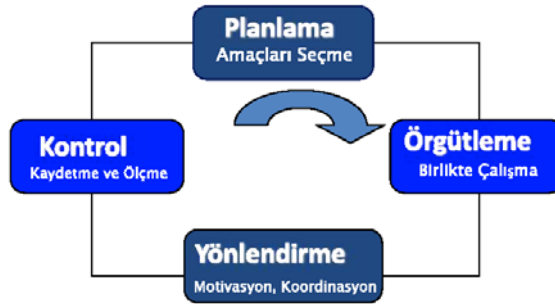 Planlama
Amaçları Seçme
Kontrol
Kaydetme ve Ölçme
Örgütleme
Birlikte Çalışma
Yönlendirme
Motivasyon, Koordinasyon